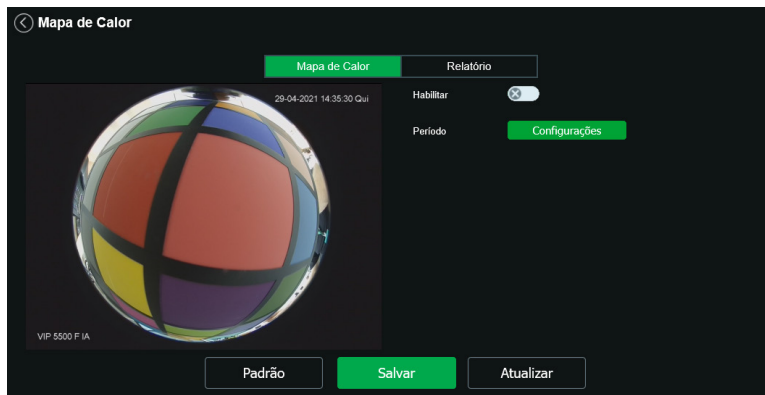 Mapa de Calor
Mapa de Calor
Relatório
29-04-2021 14:35:30 Qui
Habilitar
Período
Configurações
VIP 5500 F IA
Padrão
Salvar
Atualizar